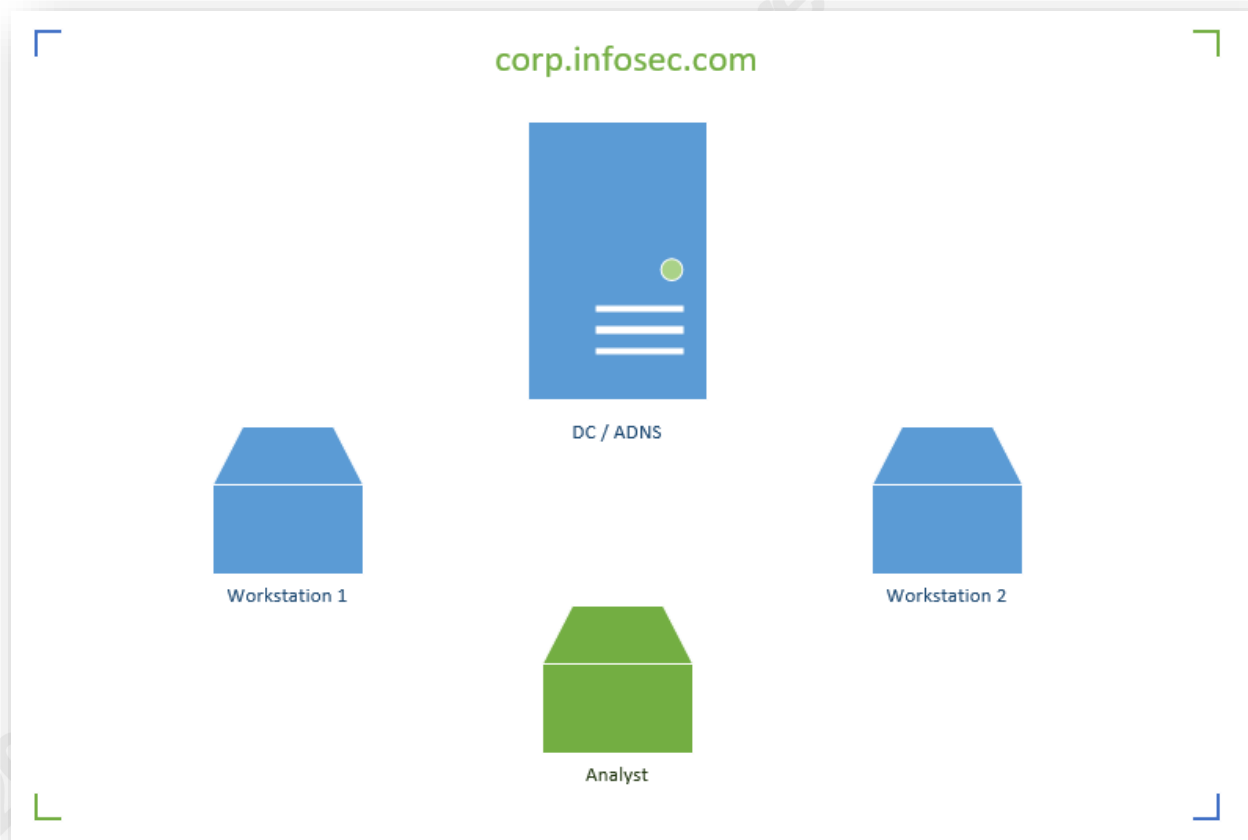 corp.infosec.com
DC / ADNS
Workstation 1
Workstation 2
Analyst